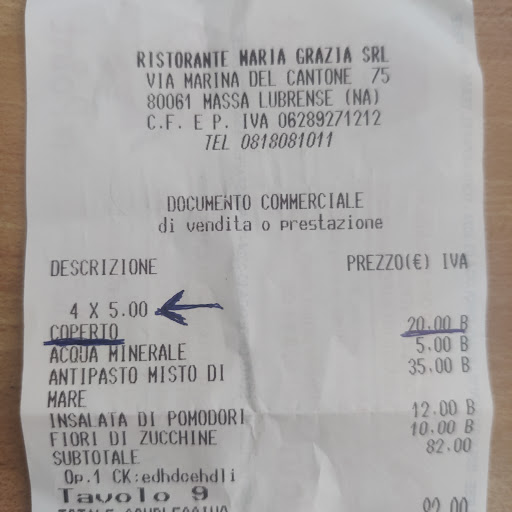 RISTORANTE MARIA GRAZIA SRL
VIA MARINA DEL CANTONE 75
80061 MASSA LUBRENSE (NA)
C.F. E P. IVA 06289271212
TEL 0818081011
DOCUMENTO COMMERCIALE
di vendita o prestazione
DESCRIZIONE PREZZO(€) IVA
4 X 5.00
COPERTO 20.00 B
ACQUA MINERALE 5.00 B
ANTIPASTO MISTO DI 35.00 B
MARE
INSALATA DI POMODORI 12.00 B
FIORI DI ZUCCHINE 10.00 B
SUBTOTALE 82.00
Op.1 CK:edhdcehdli
Tavolo 9